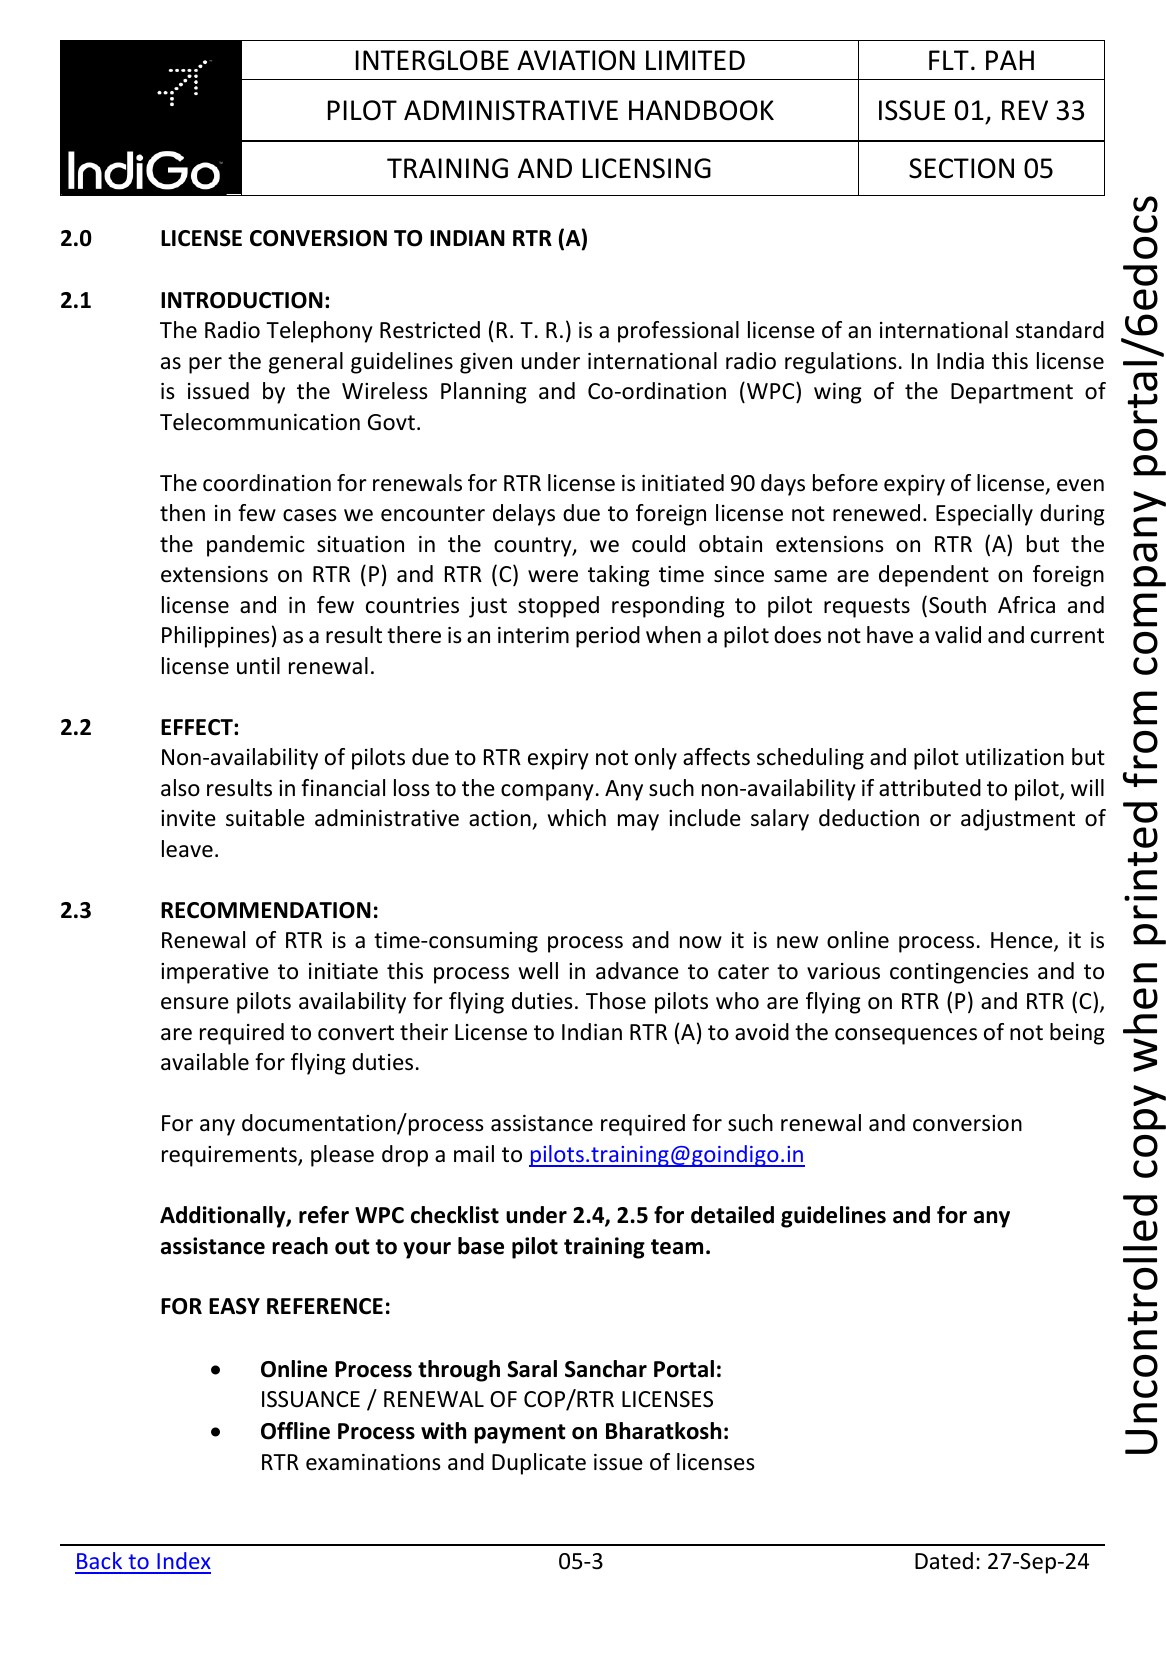 IndiGo
INTERGLOBE AVIATION LIMITED
FLT. PAH
PILOT ADMINISTRATIVE HANDBOOK
ISSUE 01, REV 33
TRAINING AND LICENSING
SECTION 05
2.0 LICENSE CONVERSION TO INDIAN RTR (A)
2.1 INTRODUCTION:
The Radio Telephony Restricted (R. T. R.) is a professional license of an international standard
as per the general guidelines given under international radio regulations. In India this license
is issued by the Wireless Planning and Co-ordination (WPC) wing of the Department of
Telecommunication Govt.
The coordination for renewals for RTR license is initiated 90 days before expiry of license, even
then in few cases we encounter delays due to foreign license not renewed. Especially during
the pandemic situation in the country, we could obtain extensions on RTR (A) but the
extensions on RTR (P) and RTR (C) were taking time since same are dependent on foreign
license and in few countries just stopped responding to pilot requests (South Africa and
Philippines) as a result there is an interim period when a pilot does not have a valid and current
license until renewal.
2.2 EFFECT:
Non-availability of pilots due to RTR expiry not only affects scheduling and pilot utilization but
also results in financial loss to the company. Any such non-availability if attributed to pilot, will
invite suitable administrative action, which may include salary deduction or adjustment of
leave.
2.3 RECOMMENDATION:
Renewal of RTR is a time-consuming process and now it is new online process. Hence, it is
imperative to initiate this process well in advance to cater to various contingencies and to
ensure pilots availability for flying duties. Those pilots who are flying on RTR (P) and RTR (C),
are required to convert their License to Indian RTR (A) to avoid the consequences of not being
available for flying duties.
For any documentation/process assistance required for such renewal and conversion
requirements, please drop a mail to pilots.training@goindigo.in
Additionally, refer WPC checklist under 2.4, 2.5 for detailed guidelines and for any
assistance reach out to your base pilot training team.
FOR EASY REFERENCE:
• Online Process through Saral Sanchar Portal:
ISSUANCE / RENEWAL OF COP/RTR LICENSES
• Offline Process with payment on Bharatkosh:
RTR examinations and Duplicate issue of licenses
Back to Index
05-3
Dated: 27-Sep-24
Uncontrolled copy when printed from company portal/6edocs